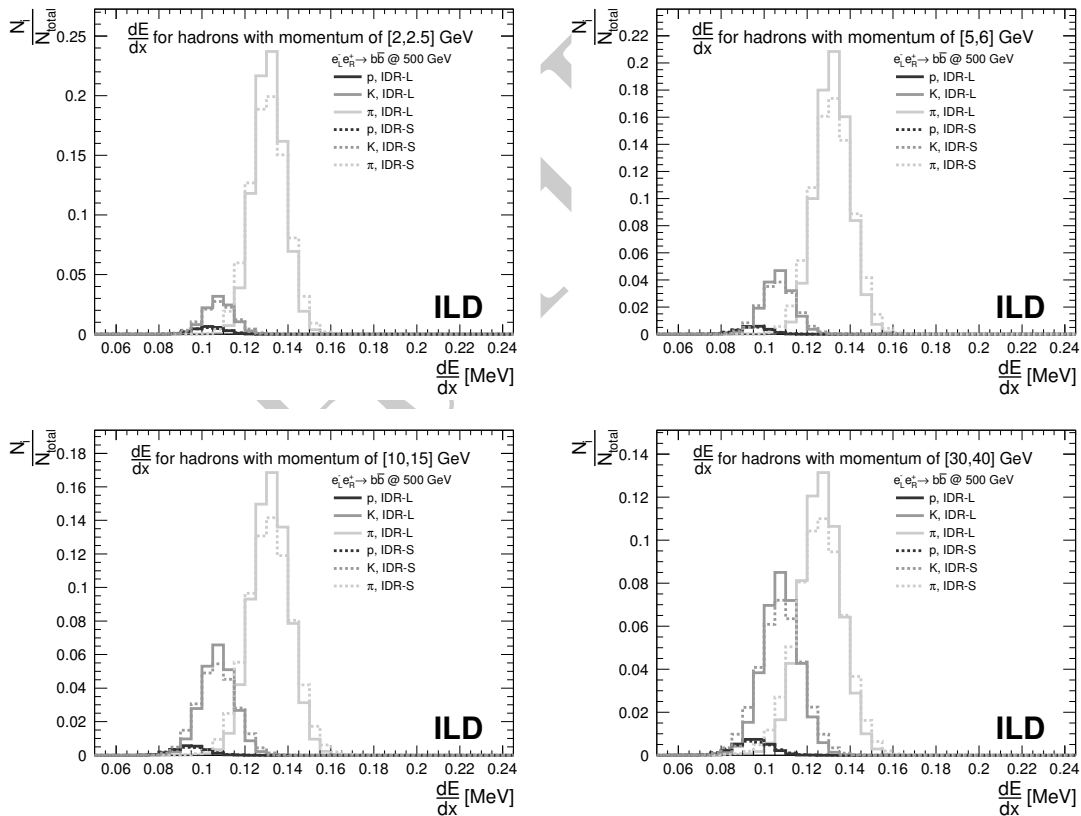 N_i/N_total
dE/dx for hadrons with momentum of [2,2.5] GeV
e_L^- e_R^+ → bb̅ @ 500 GeV
p, IDR-L
K, IDR-L
π, IDR-L
p, IDR-S
K, IDR-S
π, IDR-S
0.25
0.2
0.15
0.1
0.05
0
ILD
0.06 0.08 0.1 0.12 0.14 0.16 0.18 0.2 0.22 0.24
dE/dx [MeV]
N_i/N_total
dE/dx for hadrons with momentum of [5,6] GeV
e_L^- e_R^+ → bb̅ @ 500 GeV
p, IDR-L
K, IDR-L
π, IDR-L
p, IDR-S
K, IDR-S
π, IDR-S
0.22
0.2
0.18
0.16
0.14
0.12
0.1
0.08
0.06
0.04
0.02
0
ILD
0.06 0.08 0.1 0.12 0.14 0.16 0.18 0.2 0.22 0.24
dE/dx [MeV]
N_i/N_total
dE/dx for hadrons with momentum of [10,15] GeV
e_L^- e_R^+ → bb̅ @ 500 GeV
p, IDR-L
K, IDR-L
π, IDR-L
p, IDR-S
K, IDR-S
π, IDR-S
0.18
0.16
0.14
0.12
0.1
0.08
0.06
0.04
0.02
0
ILD
0.06 0.08 0.1 0.12 0.14 0.16 0.18 0.2 0.22 0.24
dE/dx [MeV]
N_i/N_total
dE/dx for hadrons with momentum of [30,40] GeV
e_L^- e_R^+ → bb̅ @ 500 GeV
p, IDR-L
K, IDR-L
π, IDR-L
p, IDR-S
K, IDR-S
π, IDR-S
0.14
0.12
0.1
0.08
0.06
0.04
0.02
0
ILD
0.06 0.08 0.1 0.12 0.14 0.16 0.18 0.2 0.22 0.24
dE/dx [MeV]